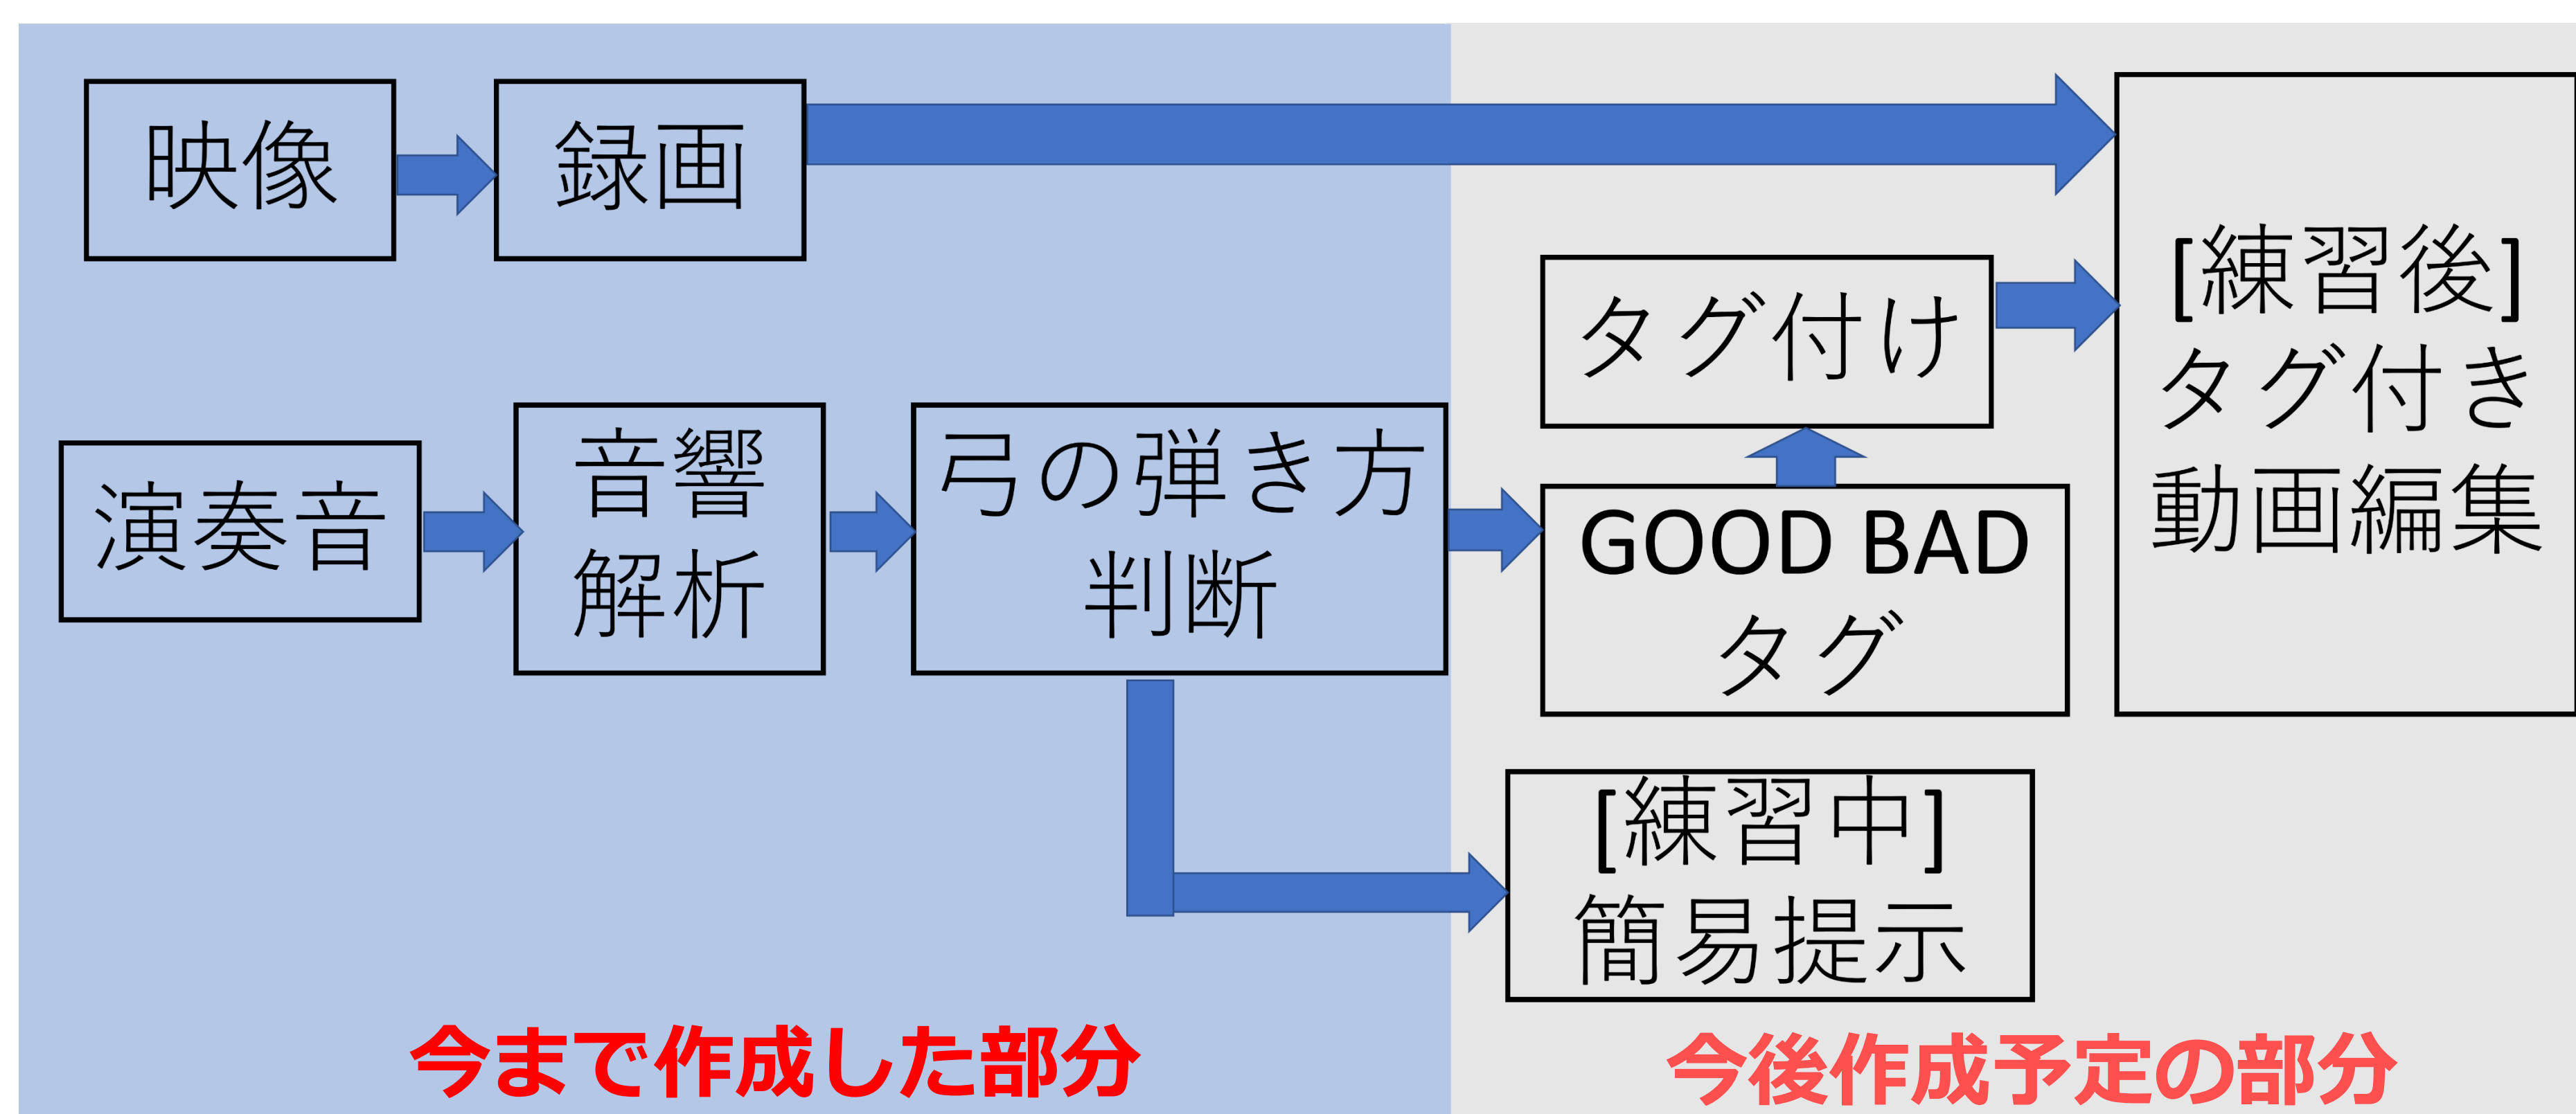 映像
録画
[練習後]
タグ付き
動画編集
タグ付け
演奏音
音響
解析
弓の弾き方
判断
GOOD BAD
タグ
[練習中]
簡易提示
今まで作成した部分
今後作成予定の部分